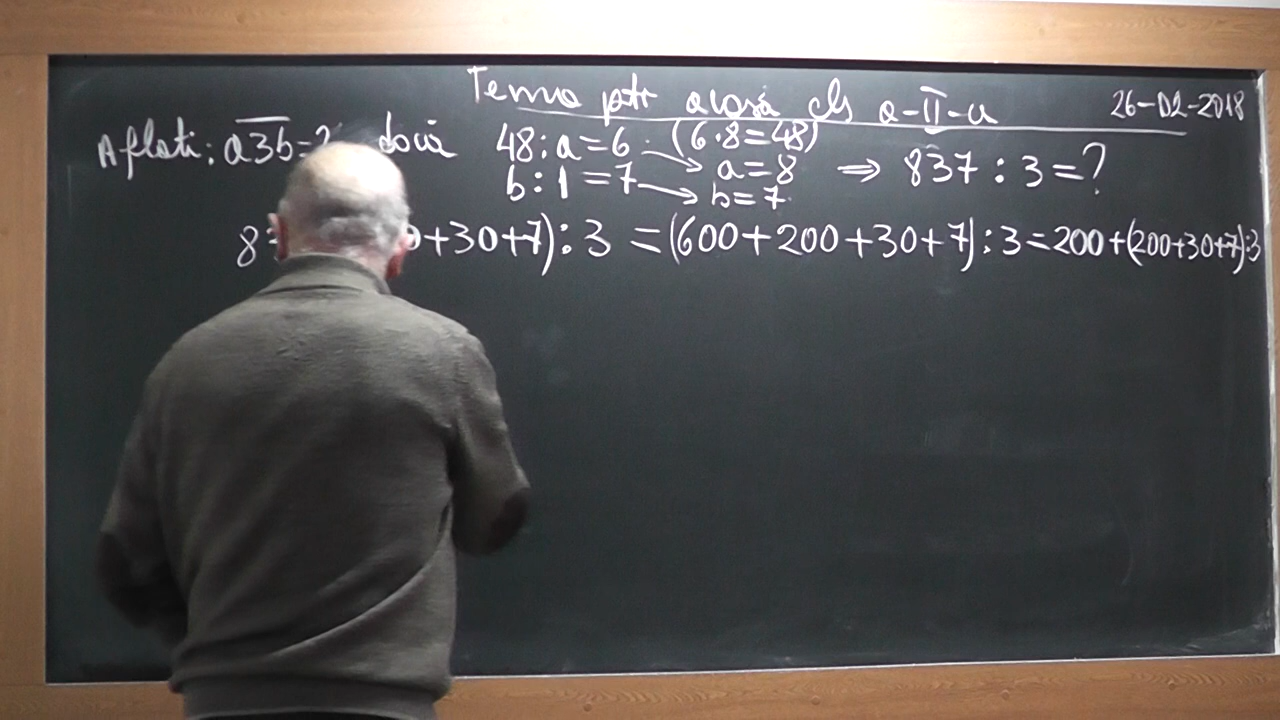 Tema ptr acasă cls a-II-a 26-02-2018
Aflati: a3b= dacă 48:a=6 (6·8=48)
b:1=7 a=8 ⇒ 837:3=?
b=7
8 +30+7):3=(600+200+30+7):3=200+(200+30+7):3